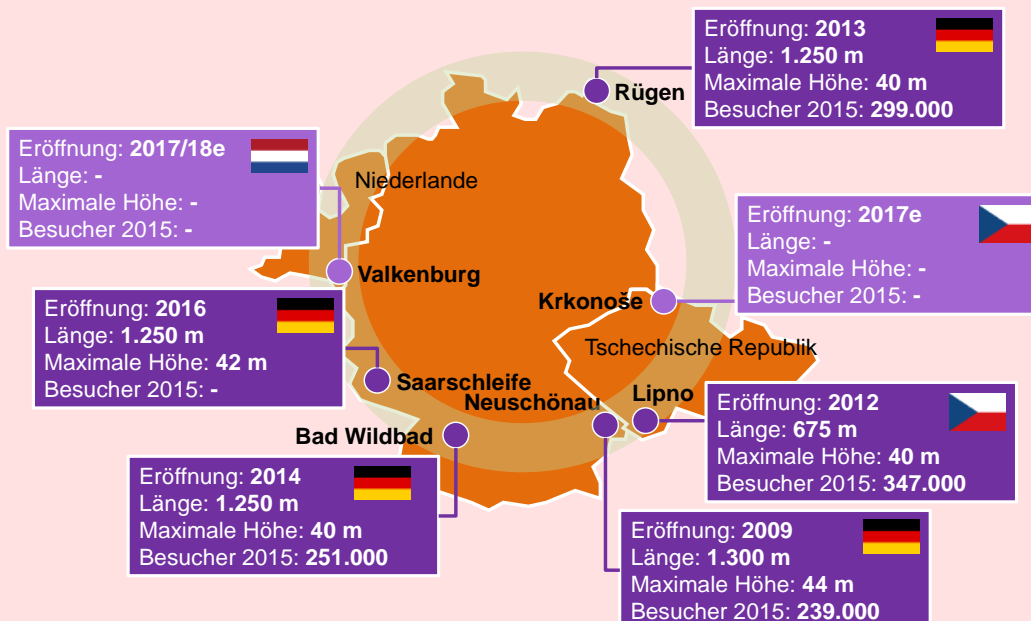 Eröffnung: 2013
Länge: 1.250 m
Maximale Höhe: 40 m
Besucher 2015: 299.000
Rügen
Eröffnung: 2017/18e
Länge: -
Maximale Höhe: -
Besucher 2015: -
Niederlande
Valkenburg
Eröffnung: 2017e
Länge: -
Maximale Höhe: -
Besucher 2015: -
Krkonoše
Tschechische Republik
Eröffnung: 2016
Länge: 1.250 m
Maximale Höhe: 42 m
Besucher 2015: -
Saarschleife
Neuschönau
Lipno
Eröffnung: 2012
Länge: 675 m
Maximale Höhe: 40 m
Besucher 2015: 347.000
Bad Wildbad
Eröffnung: 2014
Länge: 1.250 m
Maximale Höhe: 40 m
Besucher 2015: 251.000
Eröffnung: 2009
Länge: 1.300 m
Maximale Höhe: 44 m
Besucher 2015: 239.000